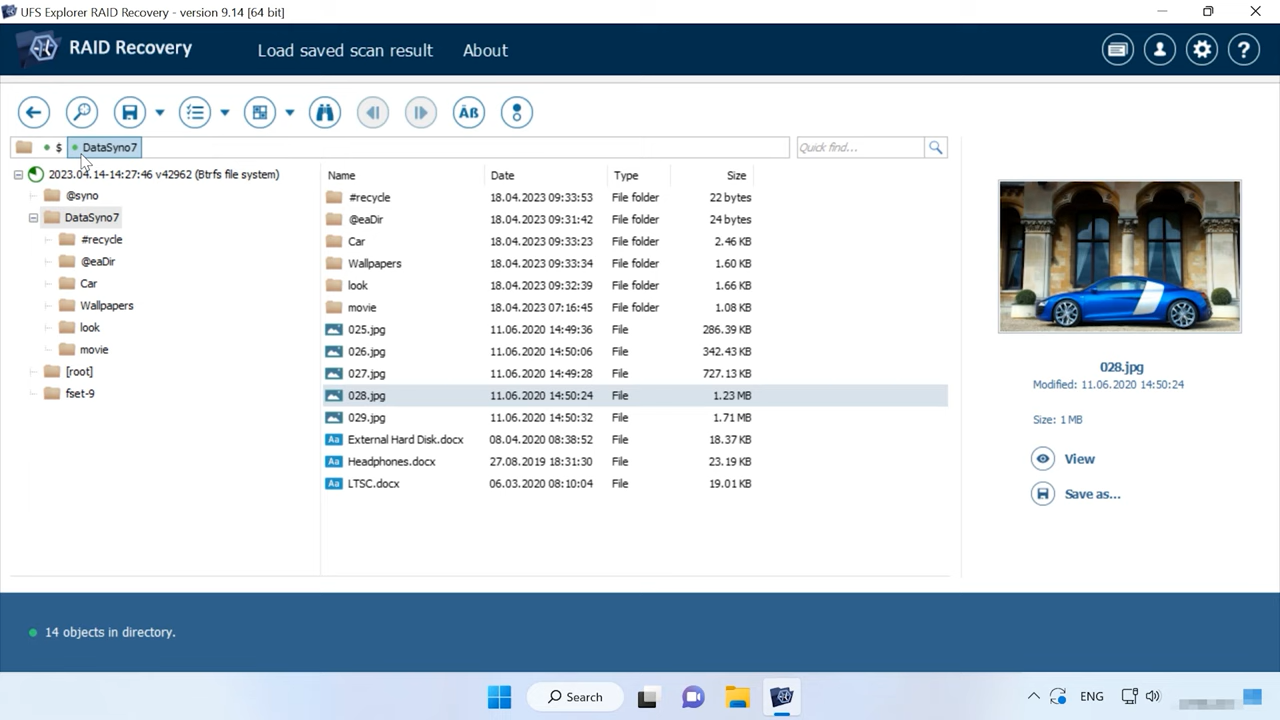 UFS Explorer RAID Recovery - version 9.14 [64 bit]
RAID Recovery
Load saved scan result
About
ÄB
$ DataSyno7
Quick find...
2023.04.14-14:27:46 v42962 (Btrfs file system)
@syno
DataSyno7
#recycle
@eaDir
Car
Wallpapers
look
movie
[root]
fset-9
Name Date Type Size
#recycle 18.04.2023 09:33:53 File folder 22 bytes
@eaDir 18.04.2023 09:31:42 File folder 24 bytes
Car 18.04.2023 09:33:23 File folder 2.46 KB
Wallpapers 18.04.2023 09:33:34 File folder 1.60 KB
look 18.04.2023 09:32:39 File folder 1.66 KB
movie 18.04.2023 07:16:45 File folder 1.08 KB
025.jpg 11.06.2020 14:49:36 File 286.39 KB
026.jpg 11.06.2020 14:50:06 File 342.43 KB
027.jpg 11.06.2020 14:49:28 File 727.13 KB
028.jpg 11.06.2020 14:50:24 File 1.23 MB
029.jpg 11.06.2020 14:50:32 File 1.71 MB
Aa External Hard Disk.docx 08.04.2020 08:38:52 File 18.37 KB
Aa Headphones.docx 27.08.2019 18:31:30 File 23.19 KB
Aa LTSC.docx 06.03.2020 08:10:04 File 19.01 KB
028.jpg
Modified: 11.06.2020 14:50:24
Size: 1 MB
View
Save as...
14 objects in directory.
Search
ENG